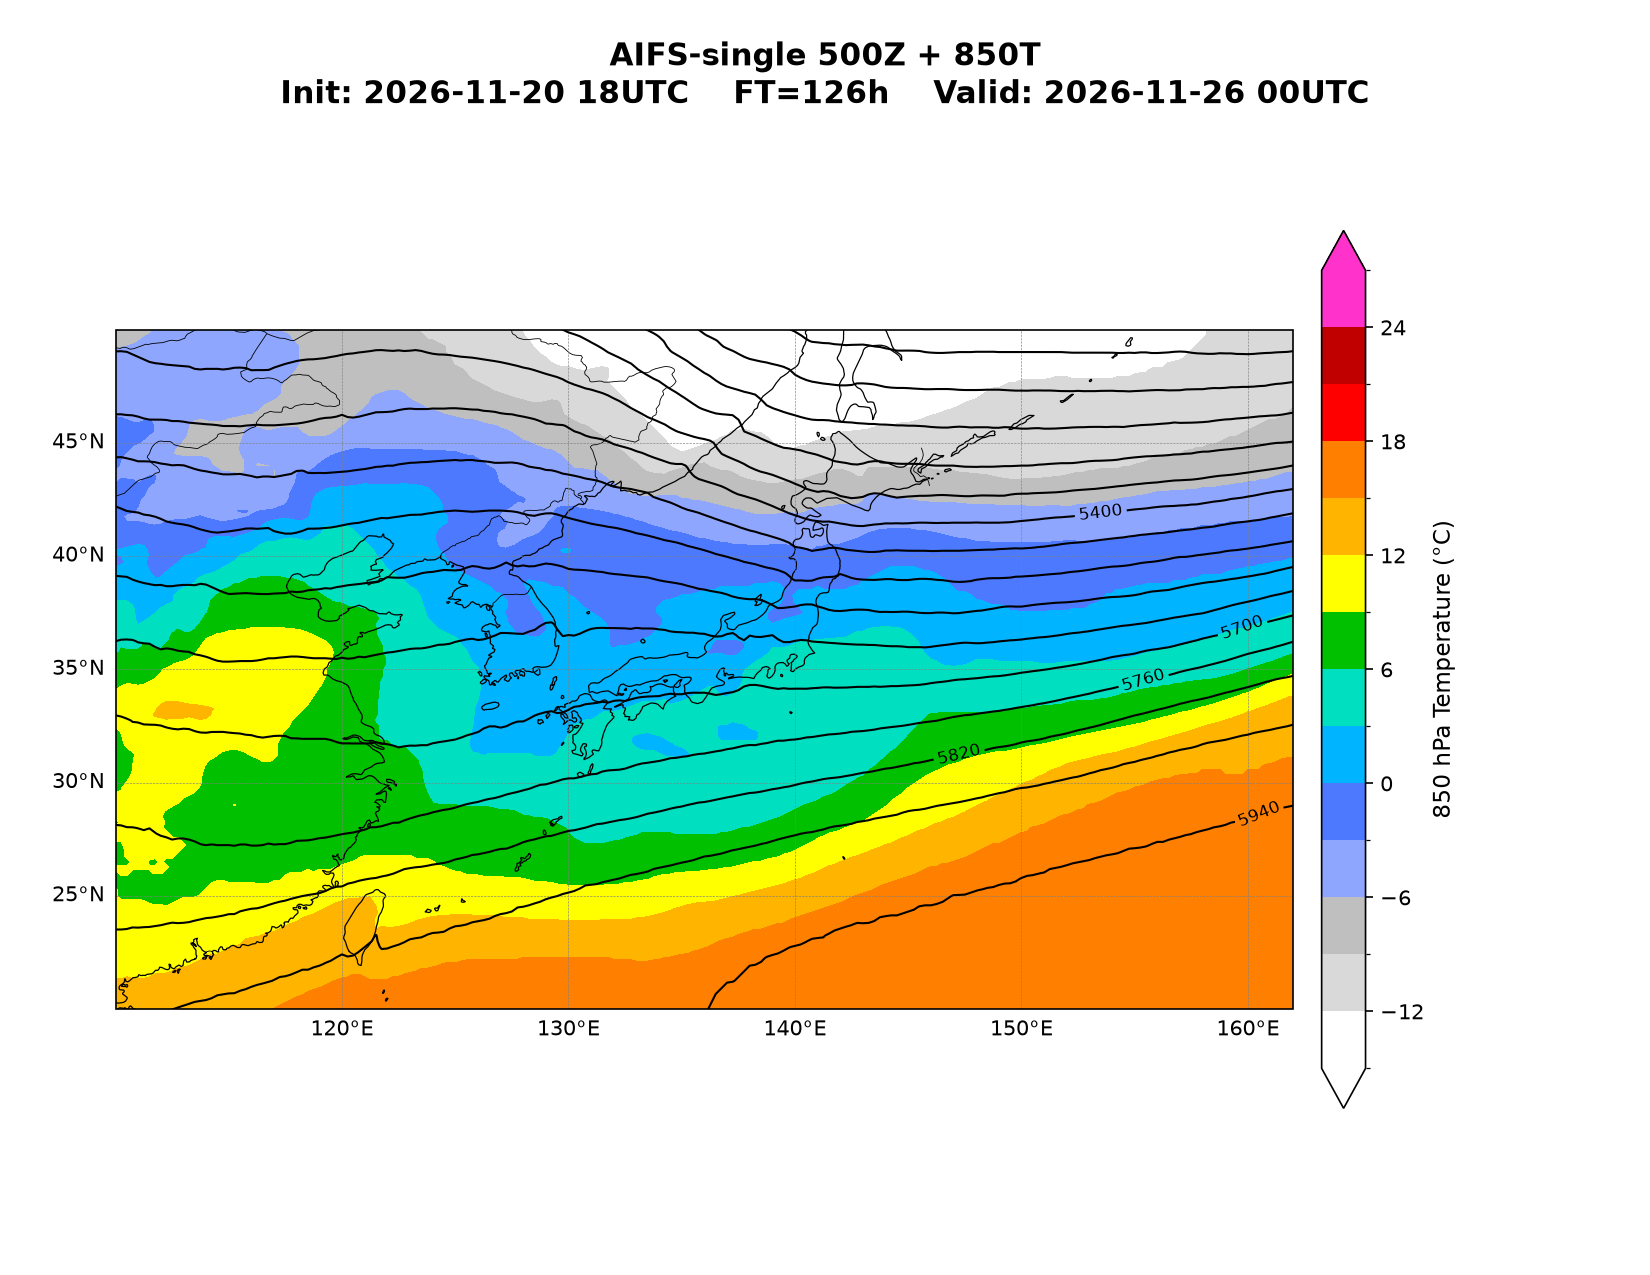 AIFS-single 500Z + 850T
Init: 2026-11-20 18UTC    FT=126h    Valid: 2026-11-26 00UTC
24
45°N
18
5400
40°N
12
5700
35°N
6
5760
5820
30°N
0
5940
25°N
−6
−12
850 hPa Temperature (°C)
120°E
130°E
140°E
150°E
160°E